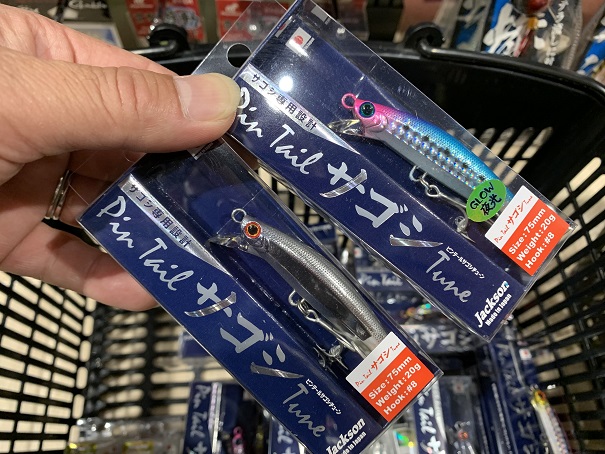 サゴシ専用設計
Pin Tail サゴシ Tune
ピンテールサゴシチューン
GLOW
夜光
Pin Tail サゴシ Tune
Size:75mm
Weight:20g
Hook:#8
Jackson
Made in Japan
サゴシ専用設計
Pin Tail サゴシ Tune
ピンテールサゴシチューン
Pin Tail サゴシ Tune
Size:75mm
Weight:20g
Hook:#8
Jackson
Made in Japan
Pin Tail
Pin Tail